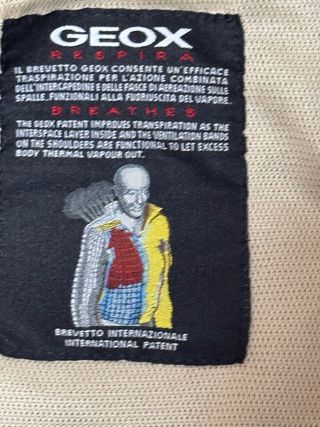 GEOX
RESPIRA
IL BREVETTO GEOX CONSENTE UN'EFFICACE
TRASPIRAZIONE PER L'AZIONE COMBINATA
DELL'INTERCAPEDINE E DELLE FASCE DI AEREAZIONE SULLE
SPALLE, FUNZIONALI ALLA FUORIUSCITA DEL VAPORE.
BREATHES
THE GEOX PATENT IMPROVES TRANSPIRATION AS THE
INTERSPACE LAYER INSIDE AND THE VENTILATION BANDS
ON THE SHOULDERS ARE FUNCTIONAL TO LET EXCESS
BODY THERMAL VAPOUR OUT.
BREVETTO INTERNAZIONALE
INTERNATIONAL PATENT